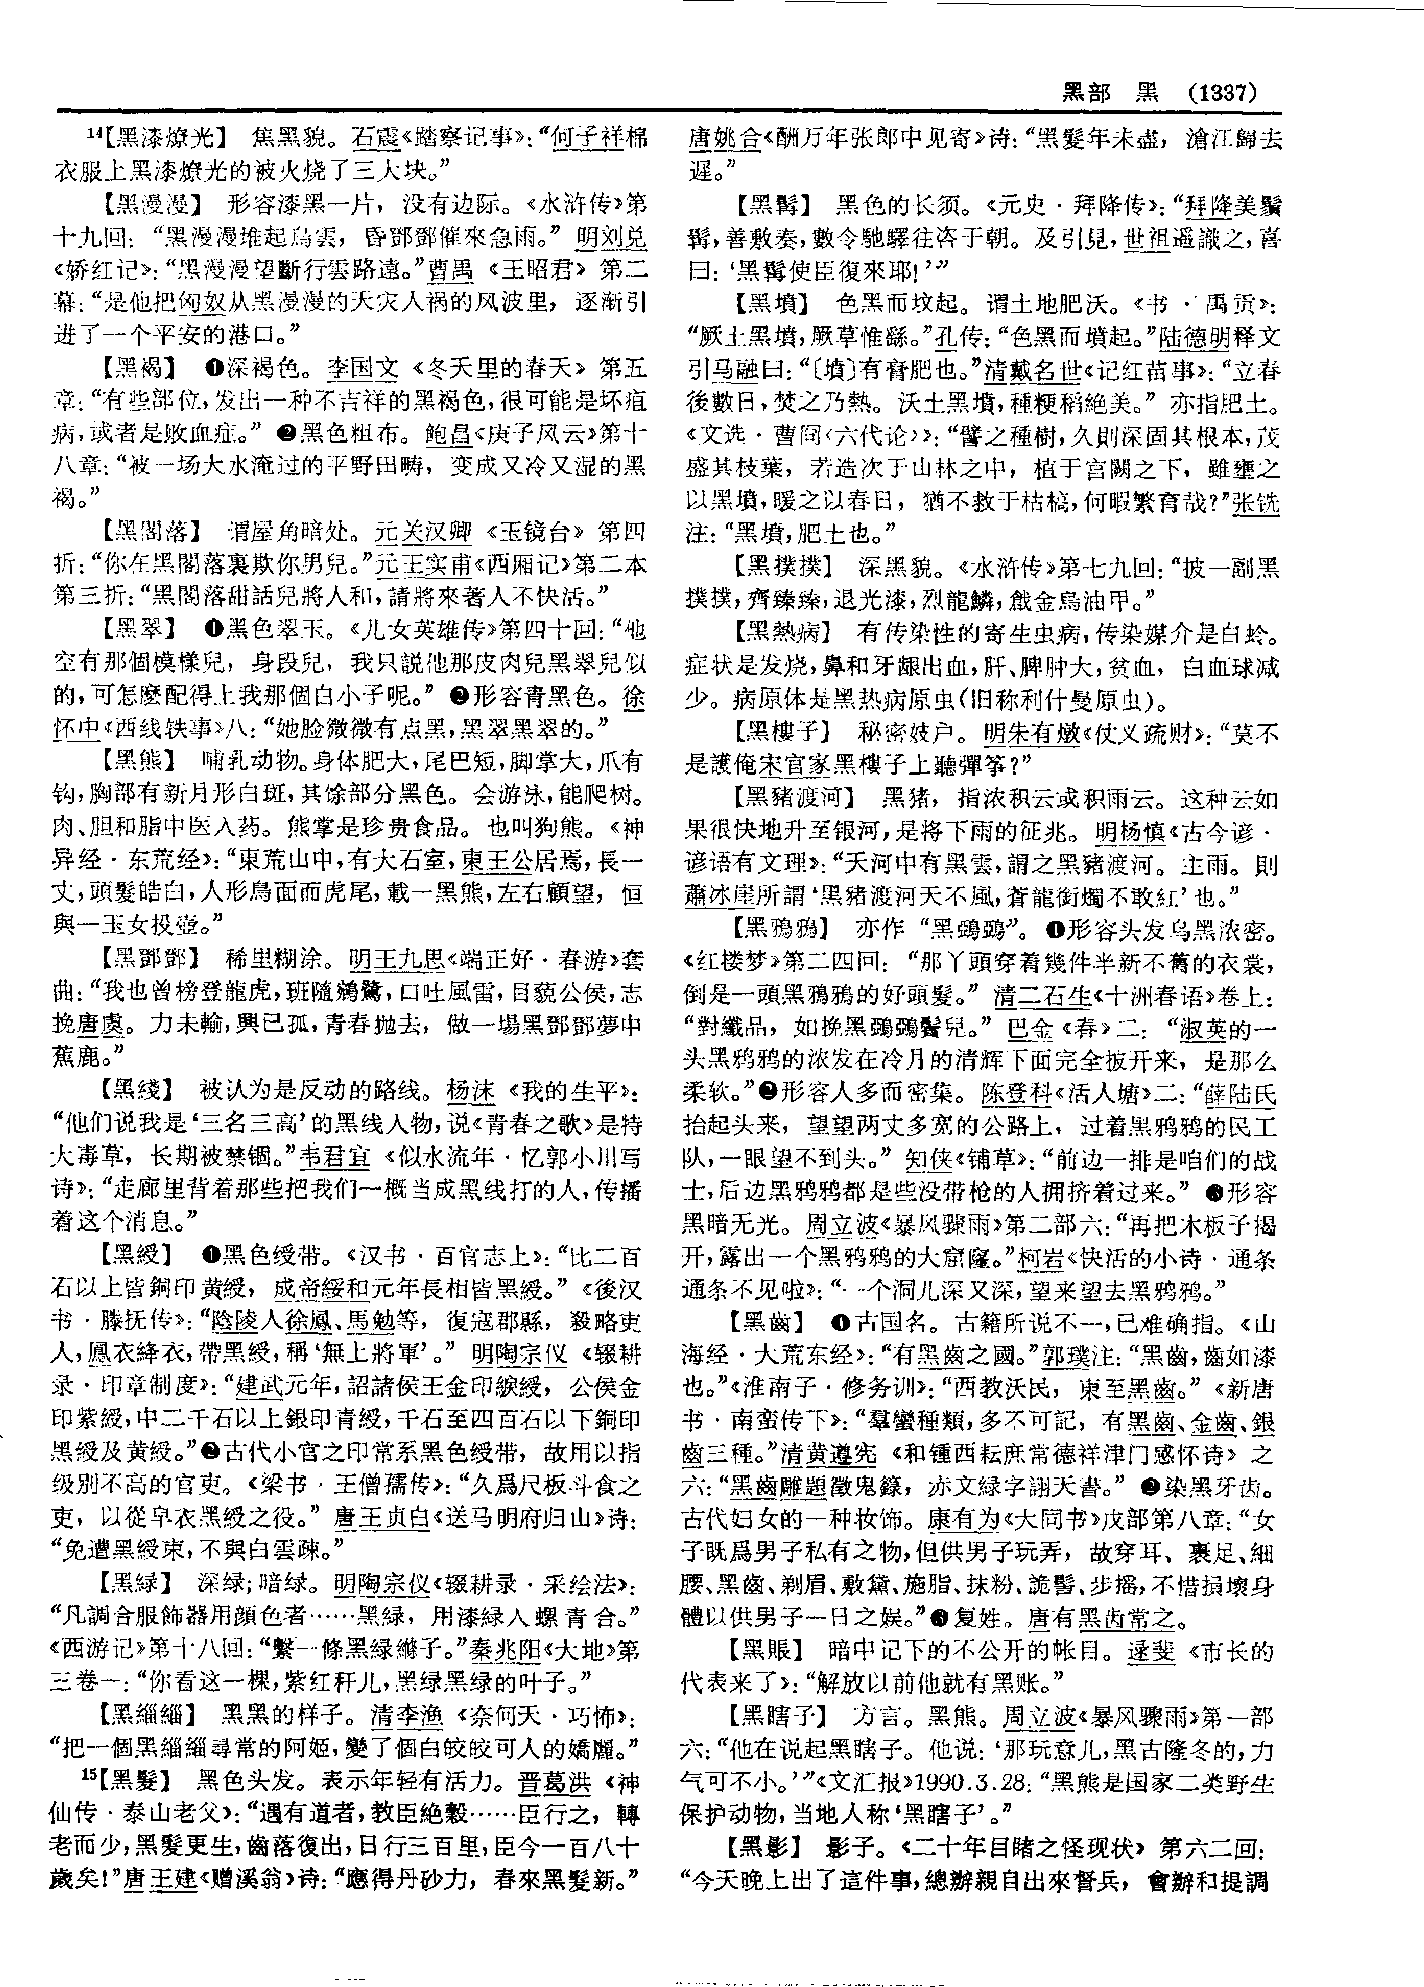 黑部　黑　(1337)
¹⁴【黑漆燎光】　焦黑貌。石震《踏察记事》：“何子祥棉
衣服上黑漆燎光的被火烧了三大块。”
【黑漫漫】　形容漆黑一片，没有边际。《水浒传》第
十九回：“黑漫漫堆起烏雲，昏鄧鄧催來急雨。”明刘兑
《娇红记》：“黑漫漫望斷行雲路遠。”曹禺《王昭君》第二
幕：“是他把匈奴从黑漫漫的天灾人祸的风波里，逐渐引
进了一个平安的港口。”
【黑褐】　❶深褐色。李国文《冬天里的春天》第五
章：“有些部位，发出一种不吉祥的黑褐色，很可能是坏疽
病，或者是败血症。”❷黑色粗布。鲍昌《庚子风云》第十
八章：“被一场大水淹过的平野田畴，变成又冷又湿的黑
褐。”
【黑閣落】　谓屋角暗处。元关汉卿《玉镜台》第四
折：“你在黑閣落裏欺你男兒。”元王实甫《西厢记》第二本
第三折：“黑閣落甜話兒將人和，請將來著人不快活。”
【黑翠】　❶黑色翠玉。《儿女英雄传》第四十回：“他
空有那個模樣兒，身段兒，我只説他那皮肉兒黑翠兒似
的，可怎麽配得上我那個白小子呢。”❷形容青黑色。徐
怀中《西线轶事》八：“她脸微微有点黑，黑翠黑翠的。”
【黑熊】　哺乳动物。身体肥大，尾巴短，脚掌大，爪有
钩，胸部有新月形白斑，其馀部分黑色。会游泳，能爬树。
肉、胆和脂中医入药。熊掌是珍贵食品。也叫狗熊。《神
异经·东荒经》：“東荒山中，有大石室，東王公居焉，長一
丈，頭髮皓白，人形鳥面而虎尾，戴一黑熊，左右顧望，恒
與一玉女投壺。”
【黑鄧鄧】　稀里糊涂。明王九思《端正好·春游》套
曲：“我也曾榜登龍虎，班隨鵷鷺，口吐風雷，目貌公侯，志
挽唐虞。力未輸，興已孤，青春抛去，做一場黑鄧鄧夢中
蕉鹿。”
【黑綫】　被认为是反动的路线。杨沫《我的生平》：
“他们说我是‘三名三高’的黑线人物，说《青春之歌》是特
大毒草，长期被禁锢。”韦君宜《似水流年·忆郭小川写
诗》：“走廊里背着那些把我们一概当成黑线打的人，传播
着这个消息。”
【黑綬】　❶黑色绶带。《汉书·百官志上》：“比二百
石以上皆銅印黄綬，成帝綏和元年長相皆黑綬。”《後汉
书·滕抚传》：“陰陵人徐鳳、馬勉等，復寇郡縣，殺略吏
人，鳳衣絳衣，帶黑綬，稱‘無上將軍’。”明陶宗仪《辍耕
录·印章制度》：“建武元年，詔諸侯王金印綟綬，公侯金
印紫綬，中二千石以上銀印青綬，千石至四百石以下銅印
黑綬及黄綬。”❷古代小官之印常系黑色绶带，故用以指
级别不高的官吏。《梁书·王僧孺传》：“久爲尺板斗食之
吏，以從皁衣黑綬之役。”唐王贞白《送马明府归山》诗：
“免遭黑綬束，不與白雲疎。”
【黑緑】　深绿；暗绿。明陶宗仪《辍耕录·采绘法》：
“凡調合服飾器用顔色者……黑緑，用漆緑入螺青合。”
《西游记》第十八回：“繫一條黑緑縧子。”秦兆阳《大地》第
三卷一：“你看这一棵，紫红秆儿，黑绿黑绿的叶子。”
【黑緇緇】　黑黑的样子。清李渔《奈何天·巧怖》：
“把一個黑緇緇尋常的阿姬，變了個白皎皎可人的嬌麗。”
¹⁵【黑髮】　黑色头发。表示年轻有活力。晋葛洪《神
仙传·泰山老父》：“遇有道者，教臣絶穀……臣行之，轉
老而少，黑髮更生，齒落復出，日行三百里，臣今一百八十
歲矣！”唐王建《赠溪翁》诗：“應得丹砂力，春來黑髮新。”
唐姚合《酬万年张郎中见寄》诗：“黑髮年未盡，滄江歸去
遲。”
【黑髯】　黑色的长须。《元史·拜降传》：“拜降美鬚
髯，善敷奏，數令馳驛往咨于朝。及引見，世祖遥識之，喜
曰：‘黑髯使臣復來耶！’”
【黑墳】　色黑而坟起。谓土地肥沃。《书·禹贡》：
“厥土黑墳，厥草惟繇。”孔传：“色黑而墳起。”陆德明释文
引马融曰：“〔墳〕有膏肥也。”清戴名世《记红苗事》：“立春
後數日，焚之乃熱。沃土黑墳，種粳稻絶美。”亦指肥土。
《文选·曹冏〈六代论〉》：“譬之種樹，久則深固其根本，茂
盛其枝葉，若造次于山林之中，植于宫闕之下，雖壅之
以黑墳，暖之以春日，猶不救于枯槁，何暇繁育哉？”张铣
注：“黑墳，肥土也。”
【黑撲撲】　深黑貌。《水浒传》第七九回：“披一副黑
撲撲，齊臻臻，退光漆，烈龍鱗，戧金烏油甲。”
【黑熱病】　有传染性的寄生虫病，传染媒介是白蛉。
症状是发烧，鼻和牙龈出血，肝、脾肿大，贫血，白血球减
少。病原体是黑热病原虫（旧称利什曼原虫）。
【黑樓子】　秘密妓户。明朱有燉《仗义疏财》：“莫不
是護俺宋官家黑樓子上聽彈筝？”
【黑豬渡河】　黑猪，指浓积云或积雨云。这种云如
果很快地升至银河，是将下雨的征兆。明杨慎《古今谚·
谚语有文理》：“天河中有黑雲，謂之黑豬渡河。主雨。則
蕭冰崖所謂‘黑豬渡河天不風，蒼龍銜燭不敢紅’也。”
【黑鴉鴉】　亦作“黑鵶鵶”。❶形容头发乌黑浓密。
《红楼梦》第二四回：“那丫頭穿着幾件半新不舊的衣裳，
倒是一頭黑鴉鴉的好頭髮。”清二石生《十洲春语》卷上：
“對纖品，如挽黑鵶鵶鬢兒。”巴金《春》二：“淑英的一
头黑鸦鸦的浓发在冷月的清辉下面完全披开来，是那么
柔软。”❷形容人多而密集。陈登科《活人塘》二：“薛陆氏
抬起头来，望望两丈多宽的公路上，过着黑鸦鸦的民工
队，一眼望不到头。”知侠《铺草》：“前边一排是咱们的战
士，后边黑鸦鸦都是些没带枪的人拥挤着过来。”❸形容
黑暗无光。周立波《暴风骤雨》第二部六：“再把木板子揭
开，露出一个黑鸦鸦的大窟窿。”柯岩《快活的小诗·通条
通条不见啦》：“一个洞儿深又深，望来望去黑鸦鸦。”
【黑齒】　❶古国名。古籍所说不一，已难确指。《山
海经·大荒东经》：“有黑齒之國。”郭璞注：“黑齒，齒如漆
也。”《淮南子·修务训》：“西教沃民，東至黑齒。”《新唐
书·南蛮传下》：“羣蠻種類，多不可記，有黑齒、金齒、銀
齒三種。”清黄遵宪《和锺西耘庶常德祥津门感怀诗》之
六：“黑齒雕題徵鬼籙，赤文緑字詡天書。”❷染黑牙齿。
古代妇女的一种妆饰。康有为《大同书》戊部第八章：“女
子既爲男子私有之物，但供男子玩弄，故穿耳、裹足、細
腰、黑齒、剃眉、敷黛、施脂、抹粉、詭髻、步摇，不惜損壞身
體以供男子一日之娱。”❸复姓。唐有黑齿常之。
【黑賬】　暗中记下的不公开的帐目。逯斐《市长的
代表来了》：“解放以前他就有黑账。”
【黑瞎子】　方言。黑熊。周立波《暴风骤雨》第一部
六：“他在说起黑瞎子。他说：‘那玩意儿，黑古隆冬的，力
气可不小。’”《文汇报》1990.3.28：“黑熊是国家二类野生
保护动物，当地人称‘黑瞎子’。”
【黑影】　影子。《二十年目睹之怪现状》第六二回：
“今天晚上出了這件事，總辦親自出來督兵，會辦和提調